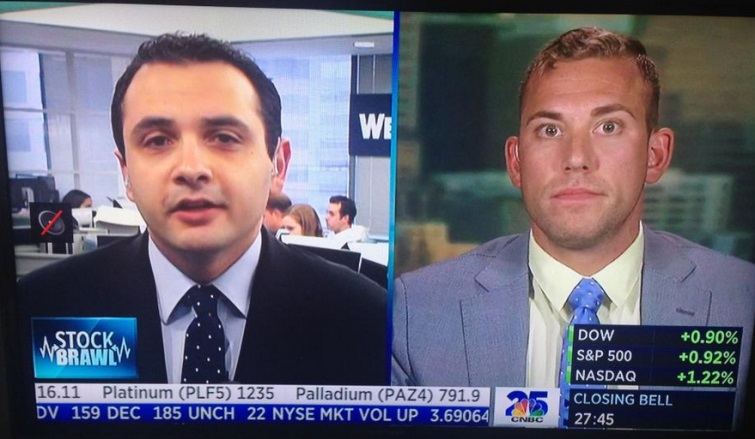 WE
STOCK
BRAWL
DOW +0.90%
S&P 500 +0.92%
NASDAQ +1.22%
CLOSING BELL
27:45
16.11 Platinum (PLF5) 1235 Palladium (PAZ4) 791.9
DV 159 DEC 185 UNCH 22 NYSE MKT VOL UP 3.69064
25
CNBC